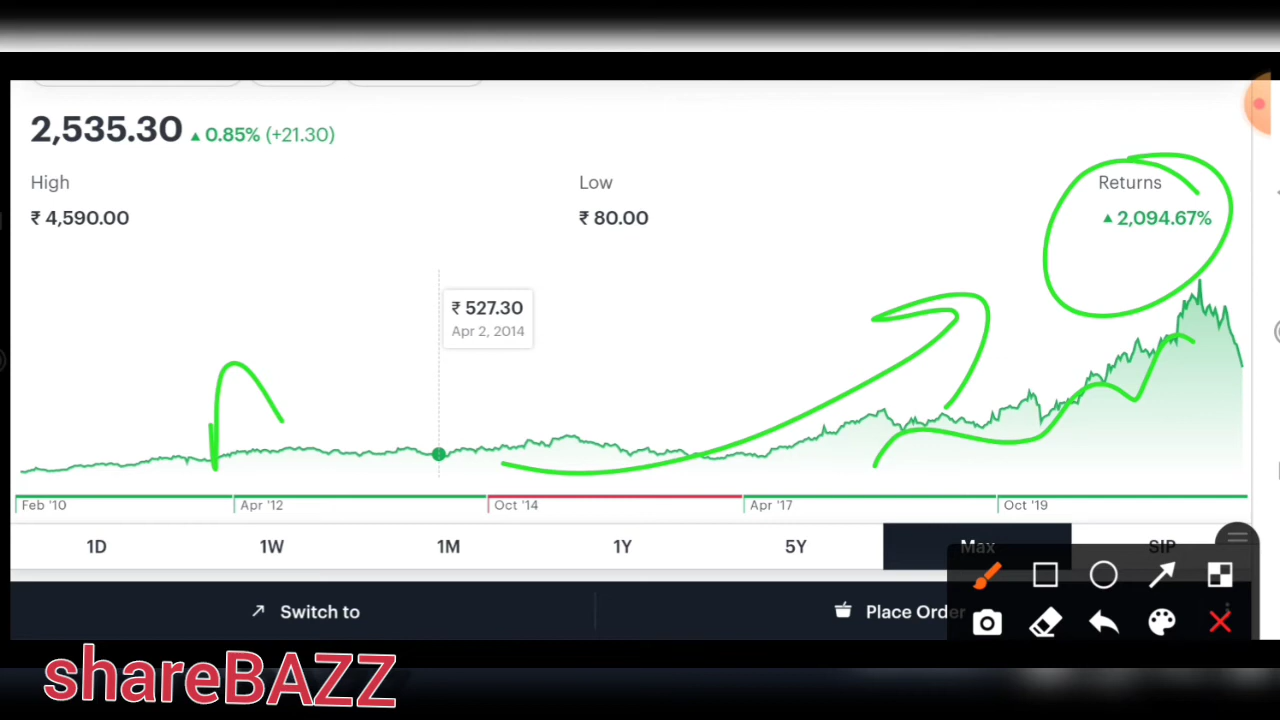 2,535.30 ▲ 0.85% (+21.30)
High Low Returns
₹ 4,590.00 ₹ 80.00 ▲ 2,094.67%
₹ 527.30
Apr 2, 2014
Feb '10 Apr '12 Oct '14 Apr '17 Oct '19
1D 1W 1M 1Y 5Y Max SIP
Switch to Place Order
shareBAZZ